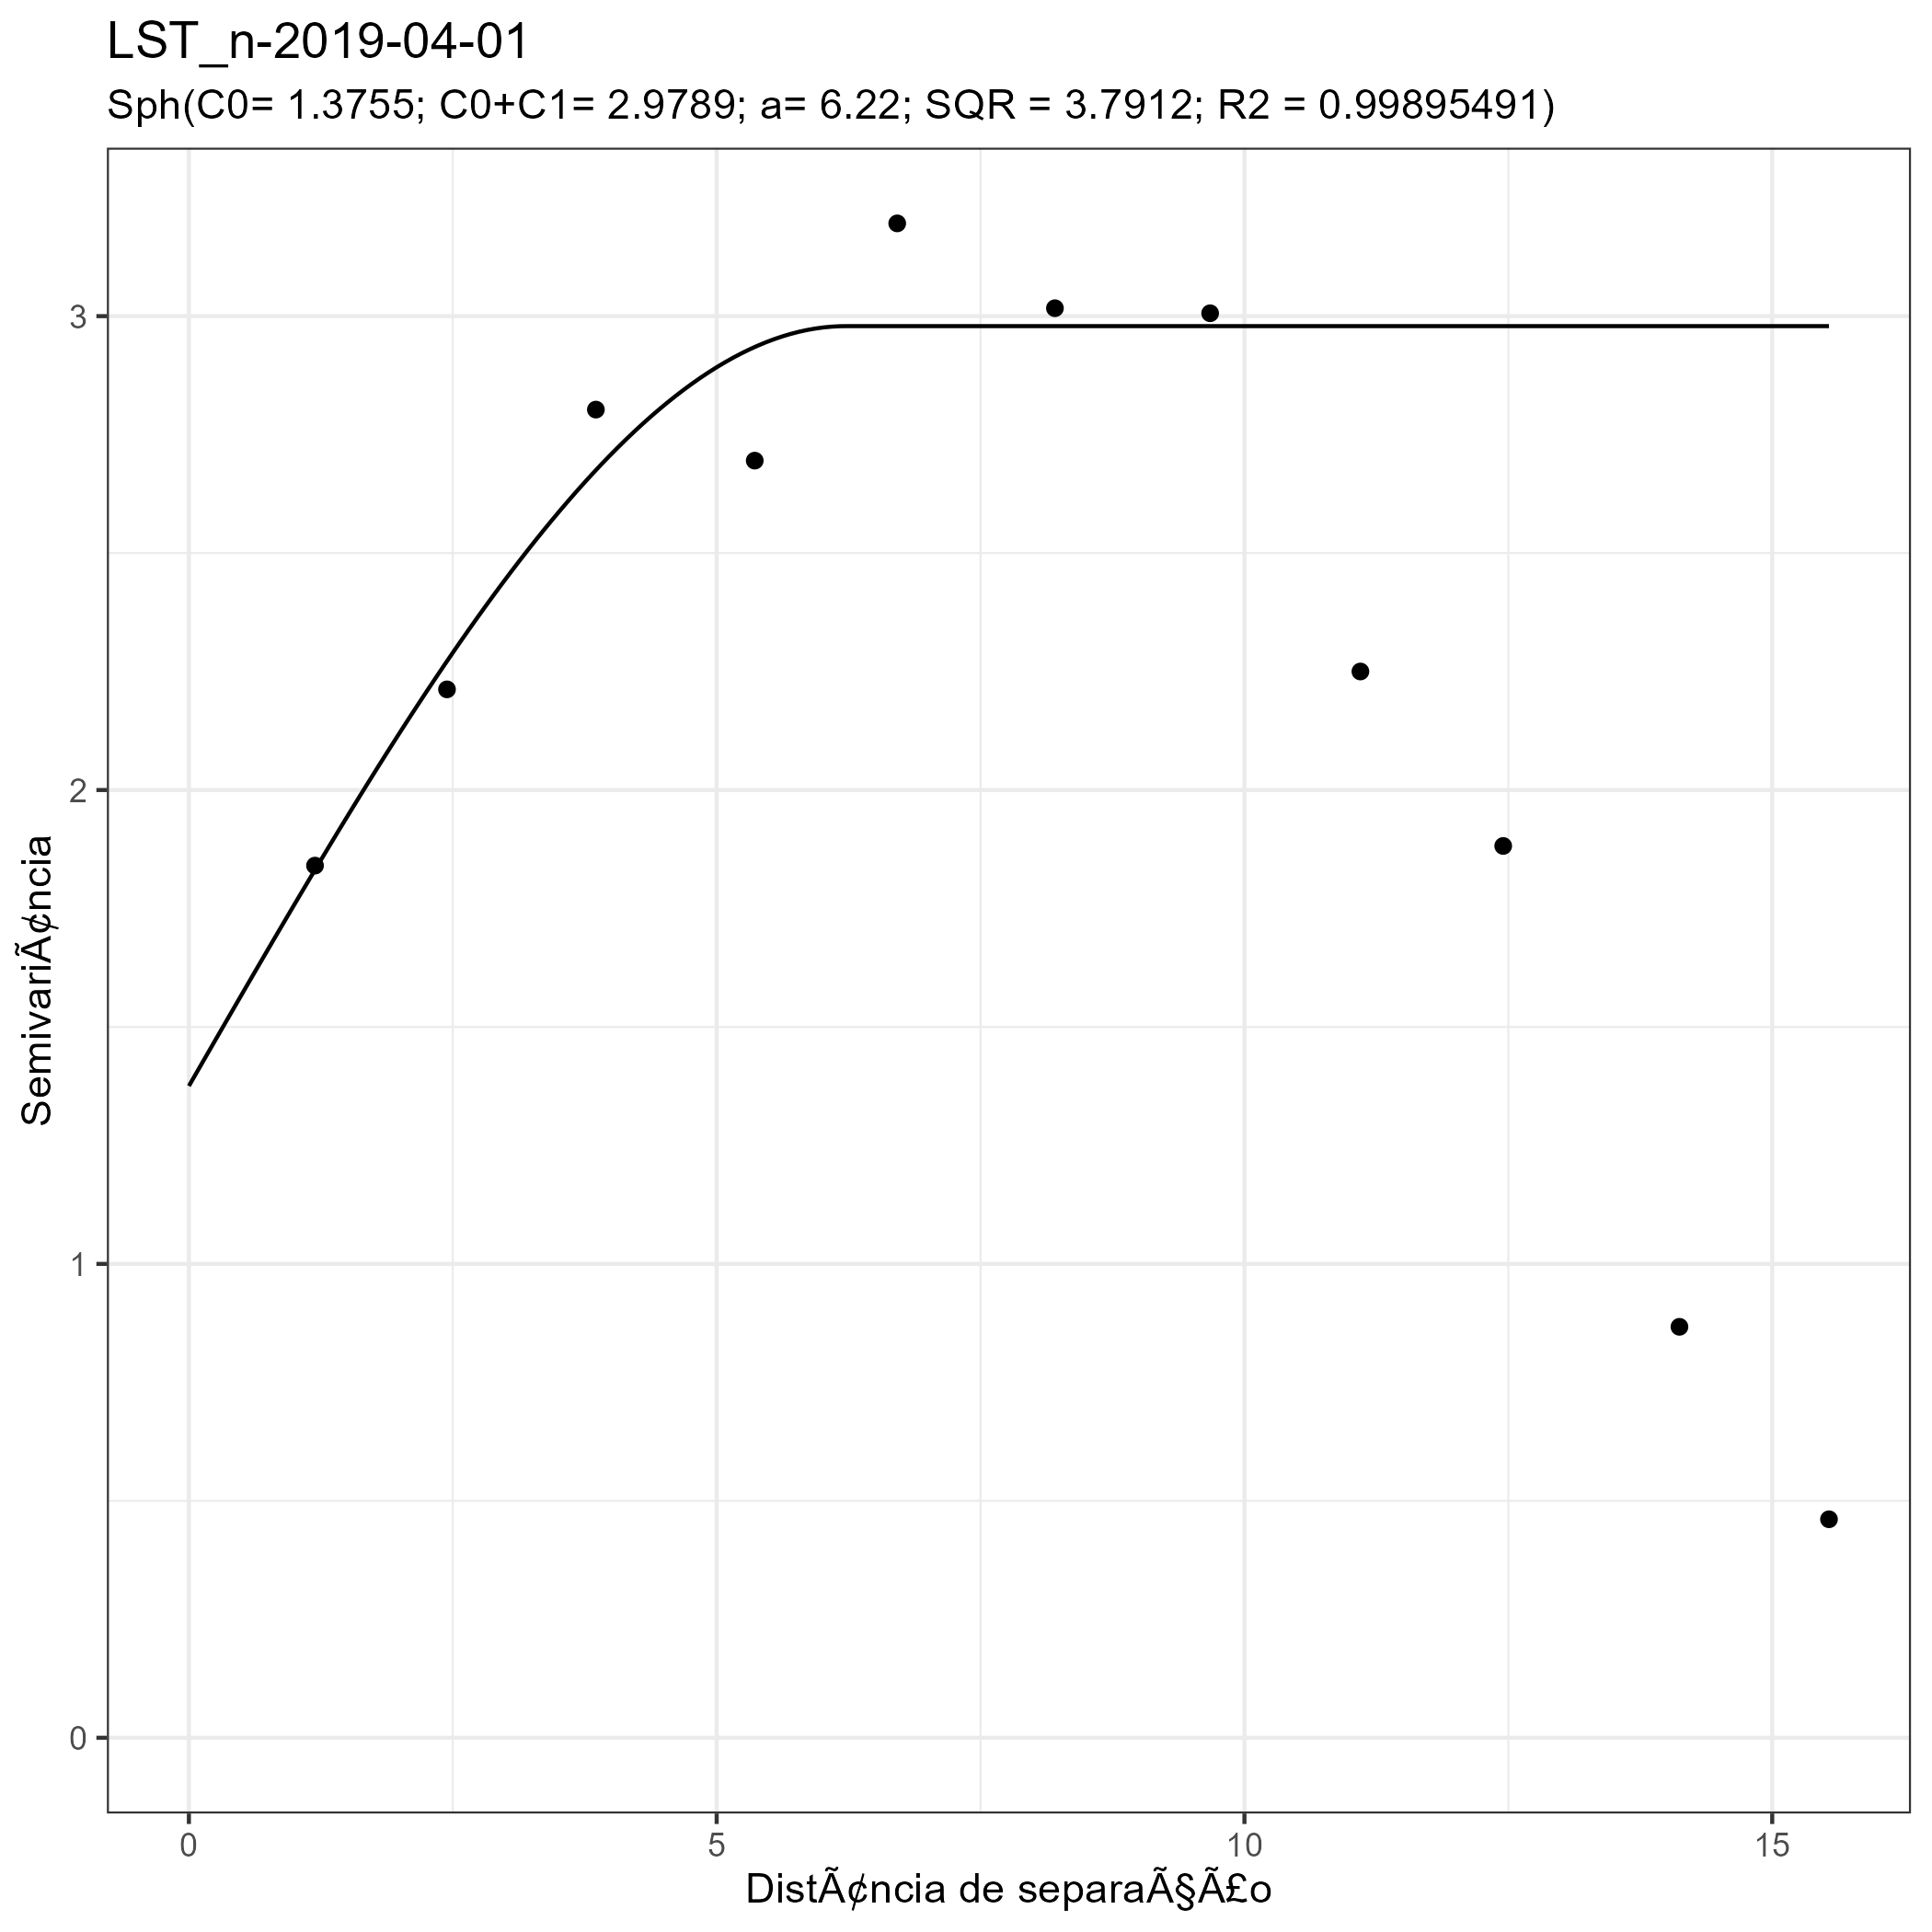 LST_n-2019-04-01
Sph(C0= 1.3755; C0+C1= 2.9789; a= 6.22; SQR = 3.7912; R2 = 0.99895491)
3
2
1
0
SemivariÃ¢ncia
0 5 10 15
DistÃ¢ncia de separaÃ§Ã£o